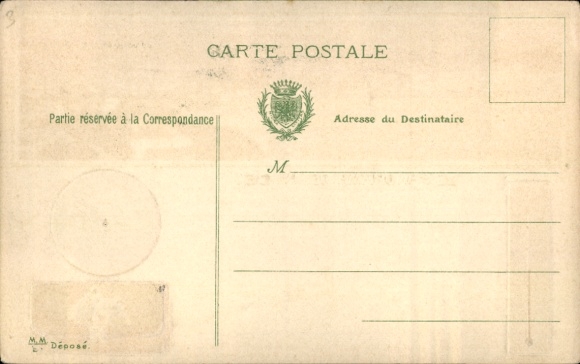 CARTE POSTALE
Partie réservée à la Correspondance
Adresse du Destinataire
M
M.M.
Déposé.